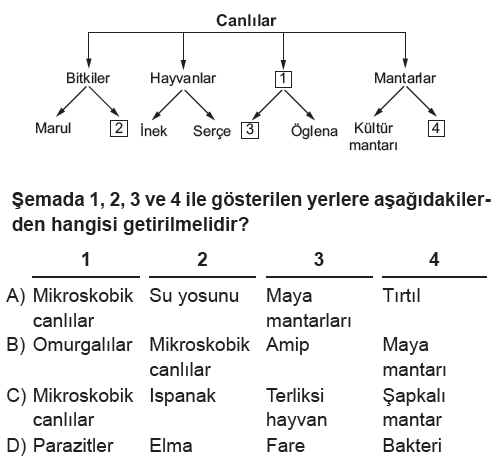 Canlılar
Bitkiler Hayvanlar 1 Mantarlar
Marul 2 İnek Serçe 3 Öglena Kültür mantarı 4
Şemada 1, 2, 3 ve 4 ile gösterilen yerlere aşağıdakiler-
den hangisi getirilmelidir?
1 2 3 4
A) Mikroskobik canlılar Su yosunu Maya mantarları Tırtıl
B) Omurgalılar Mikroskobik canlılar Amip Maya mantarı
C) Mikroskobik canlılar Ispanak Terliksi hayvan Şapkalı mantar
D) Parazitler Elma Fare Bakteri